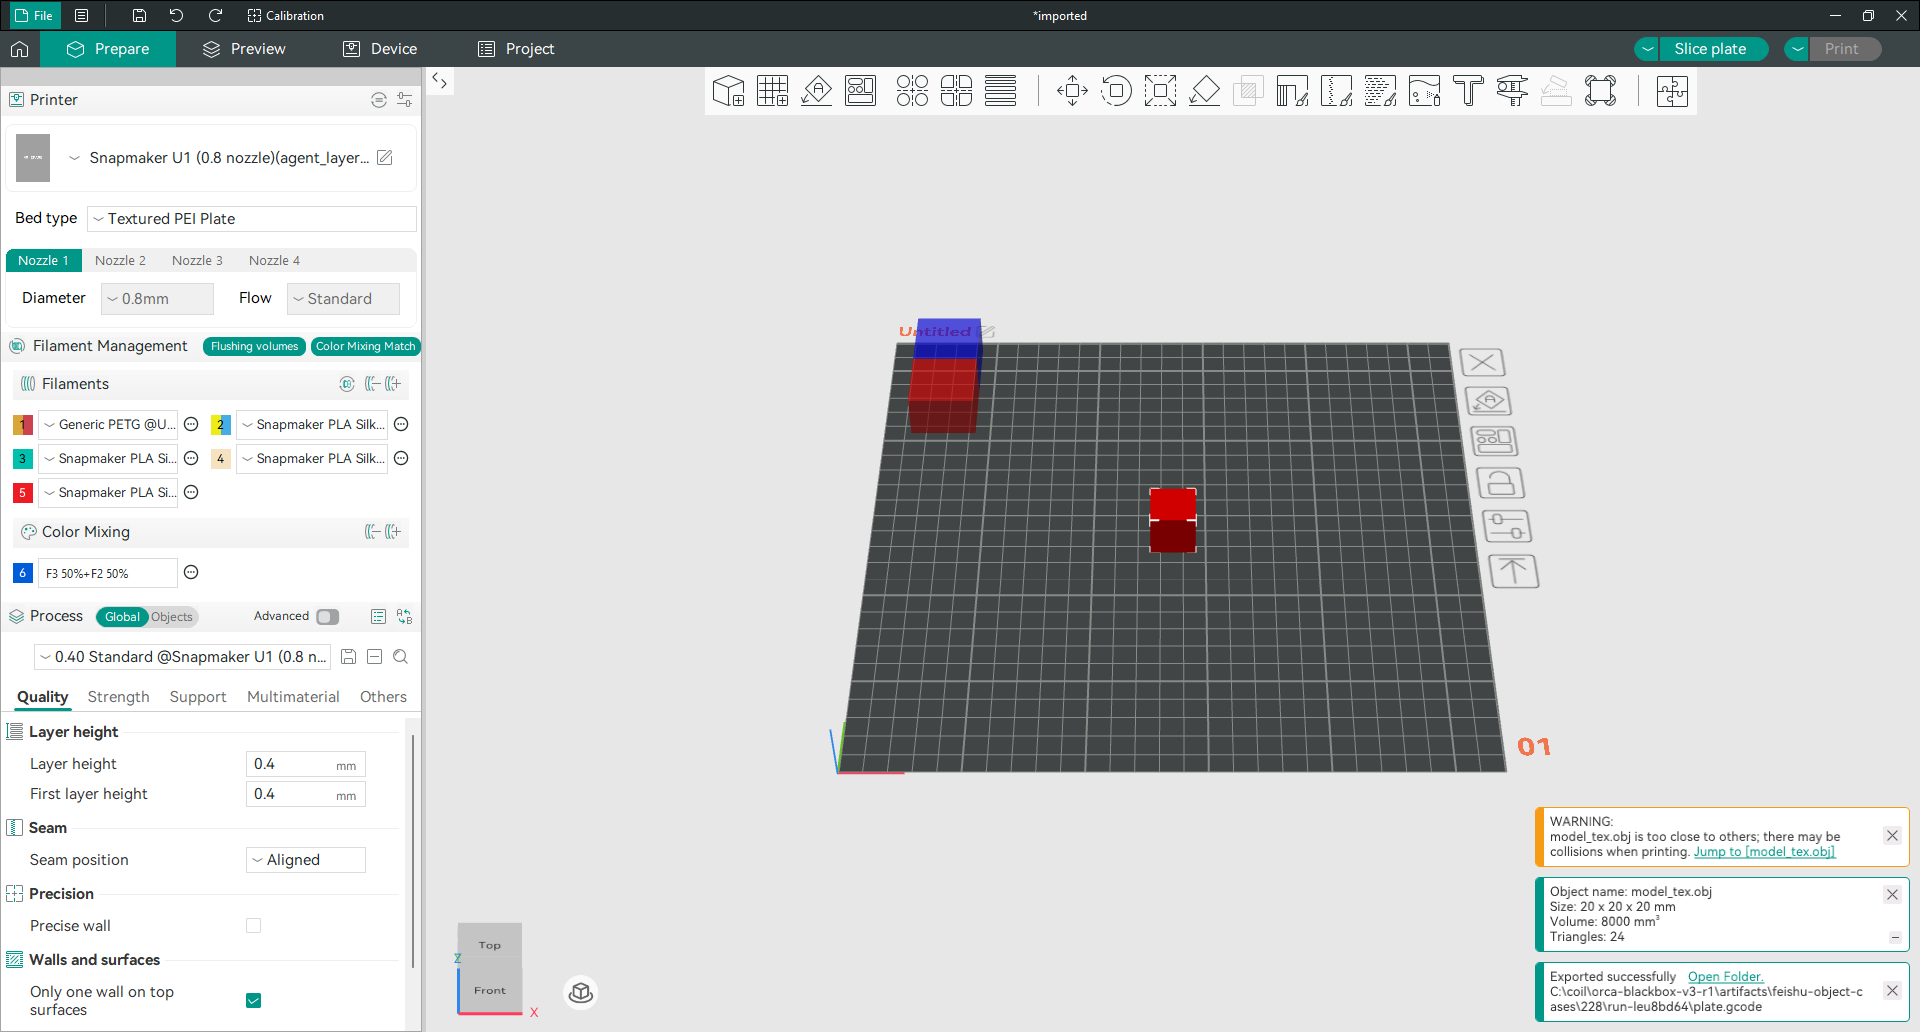 File
Calibration
*imported
Prepare
Preview
Device
Project
Slice plate
Print
Printer
Snapmaker U1 (0.8 nozzle)(agent_layer...
Bed type
Textured PEI Plate
Nozzle 1
Nozzle 2
Nozzle 3
Nozzle 4
Diameter
0.8mm
Flow
Standard
Filament Management
Flushing volumes
Color Mixing Match
Filaments
1
Generic PETG @U...
2
Snapmaker PLA Silk...
3
Snapmaker PLA Si...
4
Snapmaker PLA Silk...
5
Snapmaker PLA Si...
Color Mixing
6
F3 50%+F2 50%
Process
Global
Objects
Advanced
0.40 Standard @Snapmaker U1 (0.8 n...
Quality
Strength
Support
Multimaterial
Others
Layer height
Layer height
0.4
mm
First layer height
0.4
mm
Seam
Seam position
Aligned
Precision
Precise wall
Walls and surfaces
Only one wall on top
surfaces
Untitled
01
Top
Front
Z
X
WARNING:
model_tex.obj is too close to others; there may be
collisions when printing. Jump to [model_tex.obj]
Object name: model_tex.obj
Size: 20 x 20 x 20 mm
Volume: 8000 mm³
Triangles: 24
Exported successfully Open Folder.
C:\coil\orca-blackbox-v3-r1\artifacts\feishu-object-c
ases\228\run-leu8bd64\plate.gcode